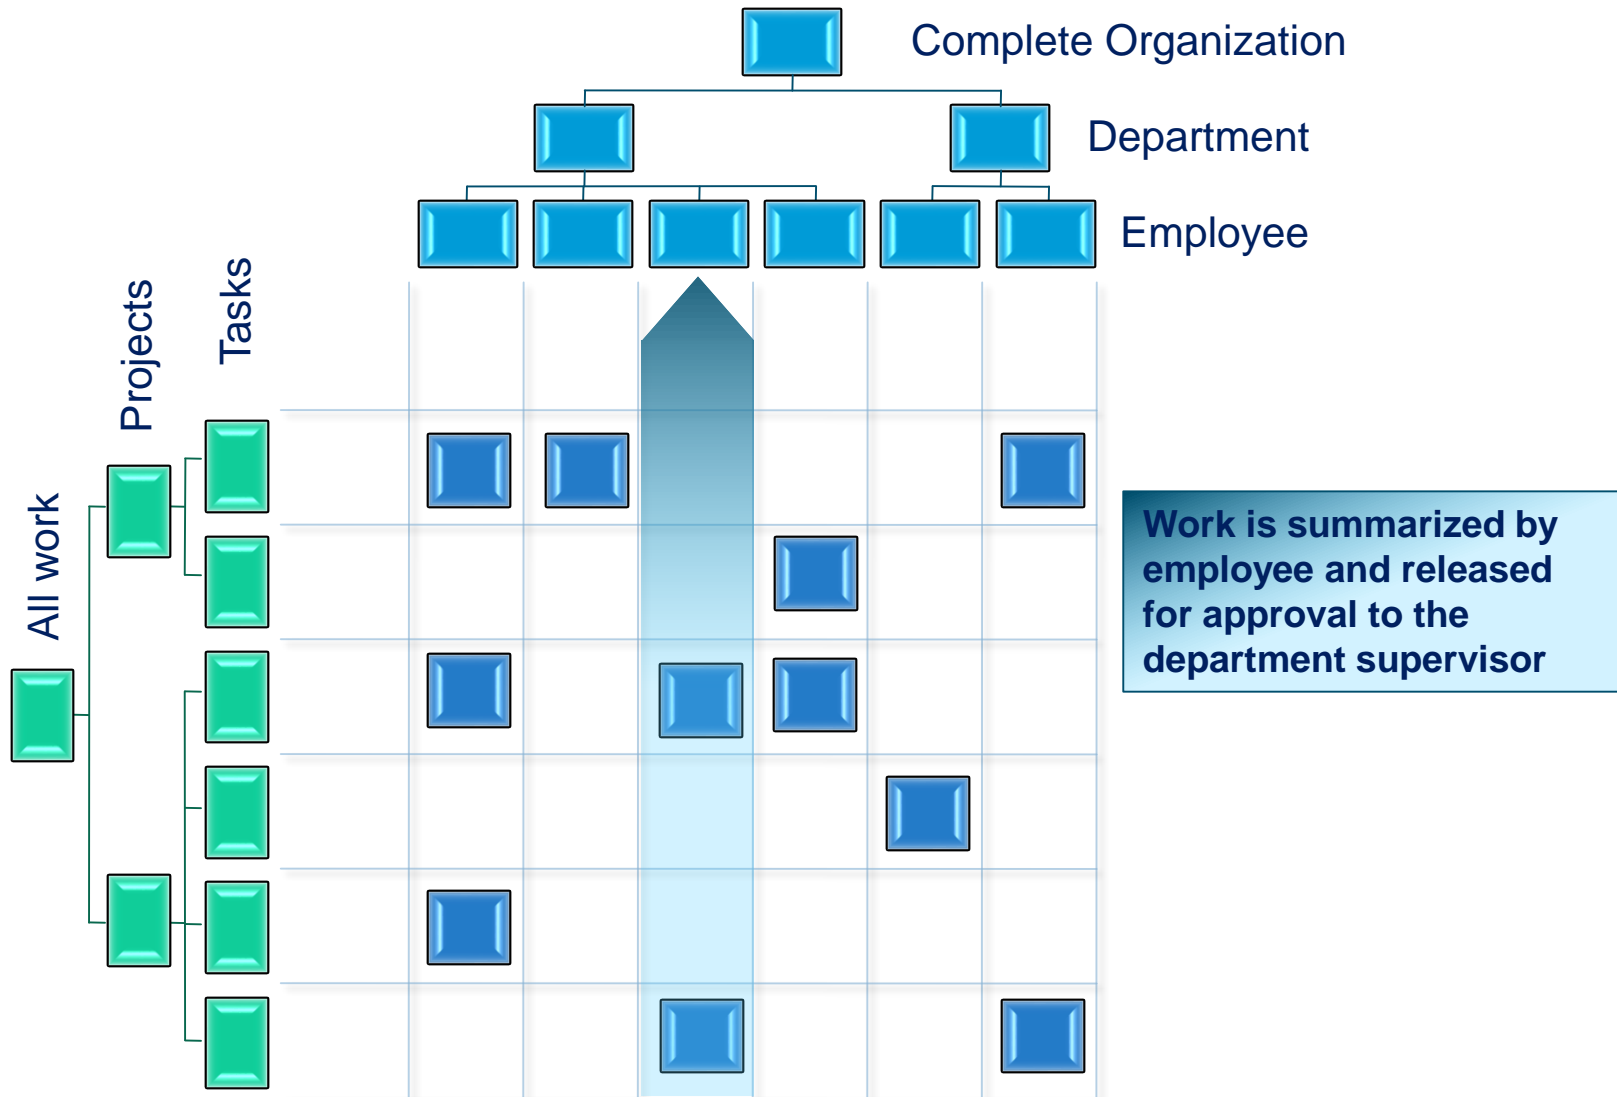 Complete Organization
Department
Employee
Tasks
Projects
All work
Work is summarized by
employee and released
for approval to the
department supervisor